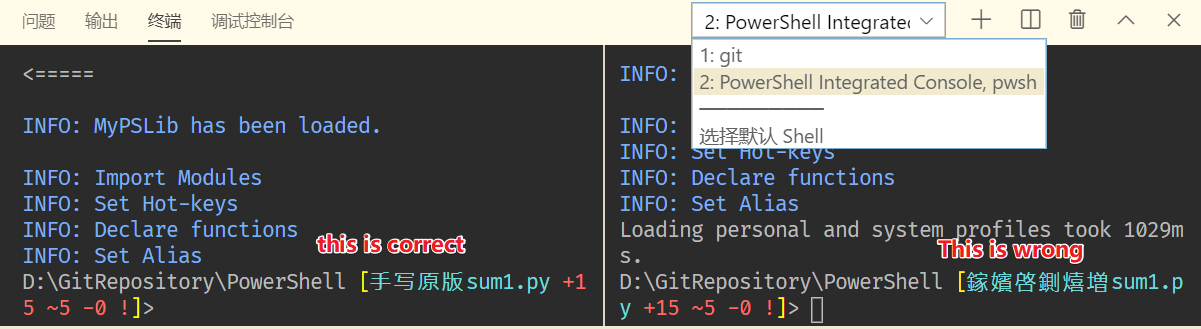 问题 输出 终端 调试控制台
2: PowerShell Integrated
1: git
2: PowerShell Integrated Console, pwsh
选择默认 Shell
<=====
INFO: MyPSLib has been loaded.
INFO: Import Modules
INFO: Set Hot-keys
INFO: Declare functions
INFO: Set Alias
this is correct
D:\GitRepository\PowerShell [手写原版sum1.py +1
5 ~5 -0 !]>
INFO:
INFO:
INFO: Set Hot-keys
INFO: Declare functions
INFO: Set Alias
Loading personal and system profiles took 1029m
s.
This is wrong
D:\GitRepository\PowerShell [鎵嬪啓鍘熺増sum1.p
y +15 ~5 -0 !]>